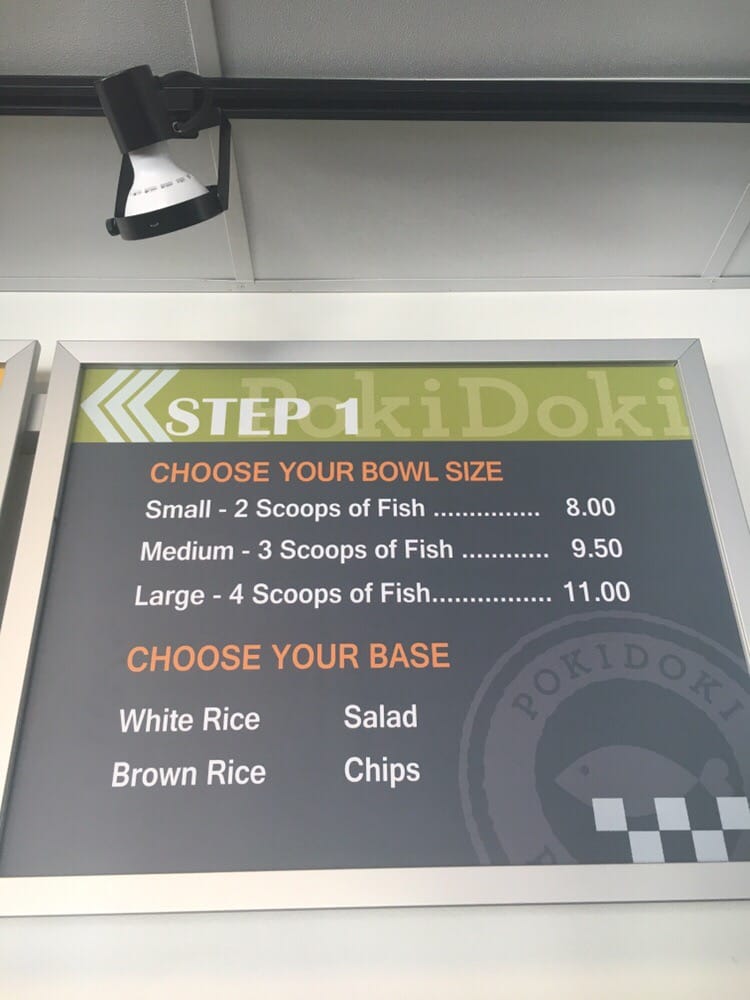 STEP 1
PokiDoki
CHOOSE YOUR BOWL SIZE
Small - 2 Scoops of Fish ............... 8.00
Medium - 3 Scoops of Fish ............ 9.50
Large - 4 Scoops of Fish................. 11.00
CHOOSE YOUR BASE
White Rice Salad
Brown Rice Chips
POKIDOKI